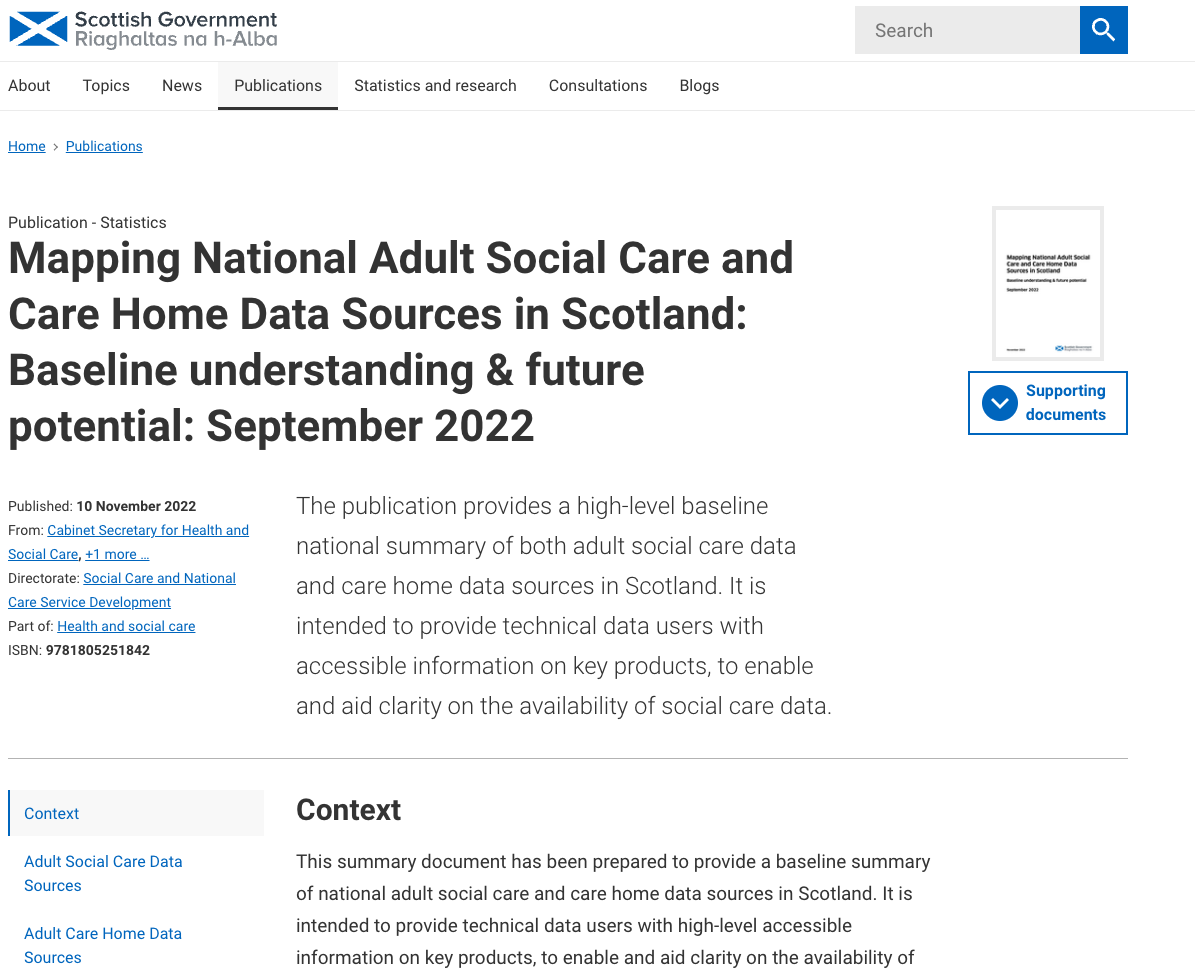 Scottish Government
Riaghaltas na h-Alba
Search
About Topics News Publications Statistics and research Consultations Blogs
Home > Publications
Publication - Statistics
Mapping National Adult Social Care and
Care Home Data Sources in Scotland:
Baseline understanding & future
potential: September 2022
Mapping National Adult Social
Care and Care Home Data
Sources in Scotland
Baseline understanding & future potential
September 2022
November 2022
Scottish Government
Riaghaltas na h-Alba
Supporting
documents
Published: 10 November 2022
From: Cabinet Secretary for Health and
Social Care, +1 more ...
Directorate: Social Care and National
Care Service Development
Part of: Health and social care
ISBN: 9781805251842
The publication provides a high-level baseline
national summary of both adult social care data
and care home data sources in Scotland. It is
intended to provide technical data users with
accessible information on key products, to enable
and aid clarity on the availability of social care data.
Context
Adult Social Care Data
Sources
Adult Care Home Data
Sources
Context
This summary document has been prepared to provide a baseline summary
of national adult social care and care home data sources in Scotland. It is
intended to provide technical data users with high-level accessible
information on key products, to enable and aid clarity on the availability of